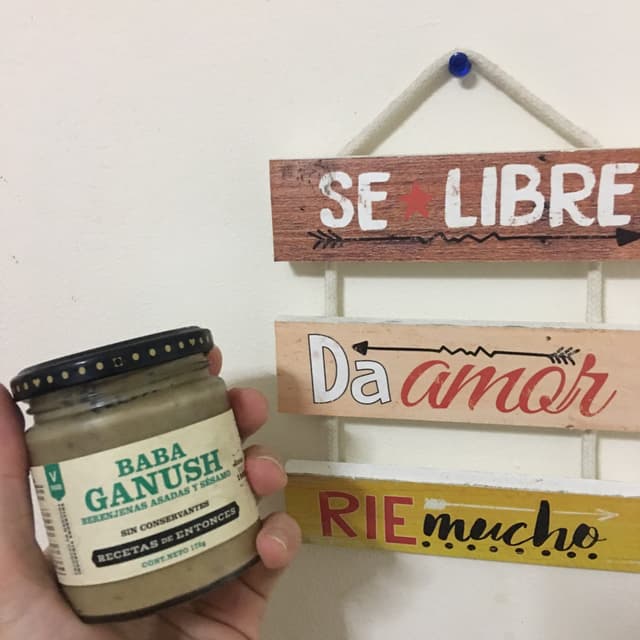 SE LIBRE
Da amor
RIE mucho
BABA
GANUSH
BERENJENAS ASADAS Y SÉSAMO
SIN CONSERVANTES
RECETAS DE ENTONCES